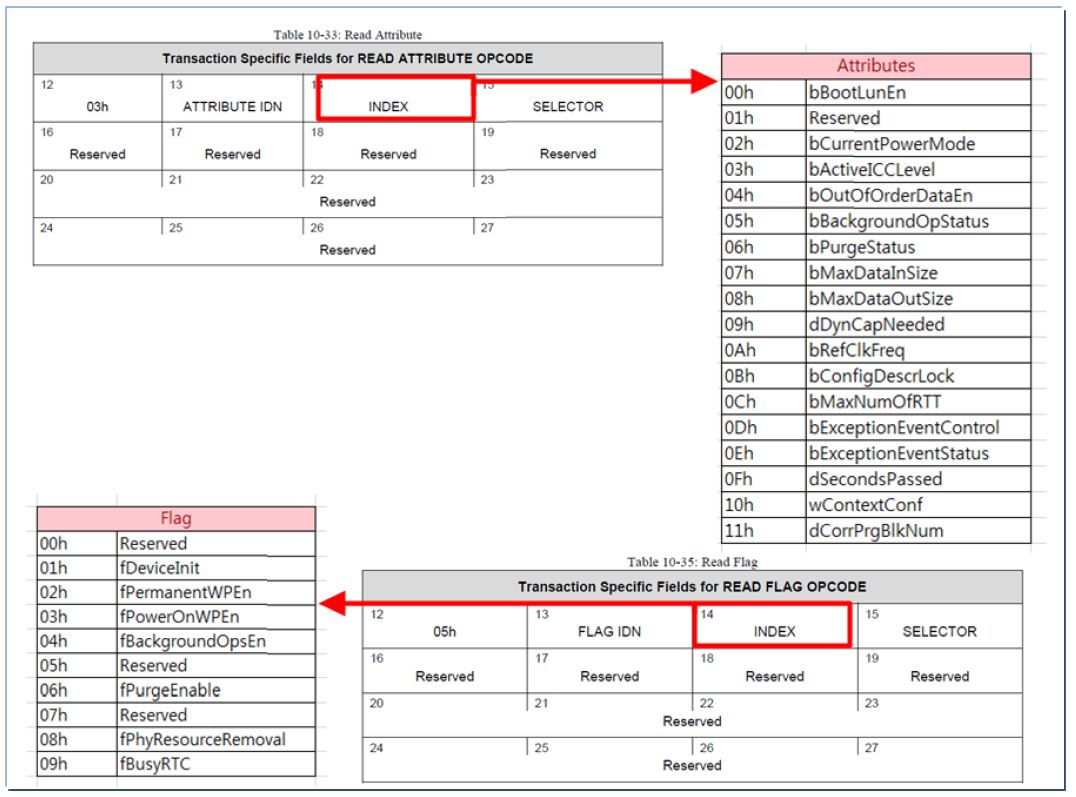 Table 10-33: Read Attribute
Transaction Specific Fields for READ ATTRIBUTE OPCODE
12 13 14 15
03h ATTRIBUTE IDN INDEX SELECTOR
16 17 18 19
Reserved Reserved Reserved Reserved
20 21 22 23
Reserved
24 25 26 27
Reserved
Attributes
00h bBootLunEn
01h Reserved
02h bCurrentPowerMode
03h bActiveICCLevel
04h bOutOfOrderDataEn
05h bBackgroundOpStatus
06h bPurgeStatus
07h bMaxDataInSize
08h bMaxDataOutSize
09h dDynCapNeeded
0Ah bRefClkFreq
0Bh bConfigDescrLock
0Ch bMaxNumOfRTT
0Dh bExceptionEventControl
0Eh bExceptionEventStatus
0Fh dSecondsPassed
10h wContextConf
11h dCorrPrgBlkNum
Flag
00h Reserved
01h fDeviceInit
02h fPermanentWPEn
03h fPowerOnWPEn
04h fBackgroundOpsEn
05h Reserved
06h fPurgeEnable
07h Reserved
08h fPhyResourceRemoval
09h fBusyRTC
Table 10-35: Read Flag
Transaction Specific Fields for READ FLAG OPCODE
12 13 14 15
05h FLAG IDN INDEX SELECTOR
16 17 18 19
Reserved Reserved Reserved Reserved
20 21 22 23
Reserved
24 25 26 27
Reserved